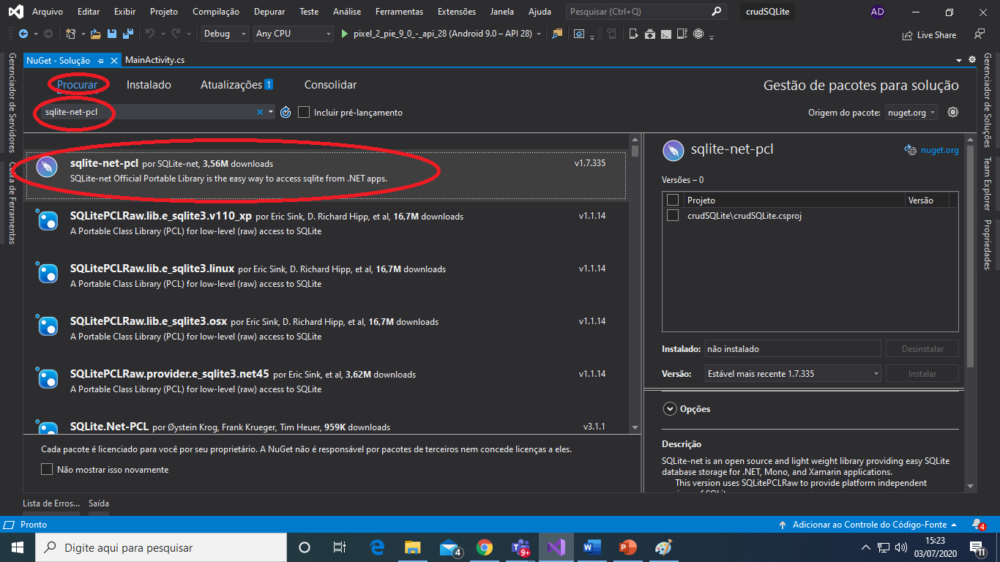 Arquivo Editar Exibir Projeto Compilação Depurar Teste Análise Ferramentas Extensões Janela Ajuda Pesquisar (Ctrl+Q) crudSQLite AD
Debug Any CPU pixel_2_pie_9_0_-_api_28 (Android 9.0 – API 28) Live Share
NuGet - Solução MainActivity.cs
Gerenciador de Servidores
Caixa de Ferramentas
Procurar Instalado Atualizações 1 Consolidar
Gestão de pacotes para solução
sqlite-net-pcl Incluir pré-lançamento
Origem do pacote: nuget.org
sqlite-net-pcl por SQLite-net, 3,56M downloads v1.7.335
SQLite-net Official Portable Library is the easy way to access sqlite from .NET apps.
SQLitePCLRaw.lib.e_sqlite3.v110_xp por Eric Sink, D. Richard Hipp, et al, 16,7M downloads v1.1.14
A Portable Class Library (PCL) for low-level (raw) access to SQLite
SQLitePCLRaw.lib.e_sqlite3.linux por Eric Sink, D. Richard Hipp, et al, 16,7M downloads v1.1.14
A Portable Class Library (PCL) for low-level (raw) access to SQLite
SQLitePCLRaw.lib.e_sqlite3.osx por Eric Sink, D. Richard Hipp, et al, 16,7M downloads v1.1.14
A Portable Class Library (PCL) for low-level (raw) access to SQLite
SQLitePCLRaw.provider.e_sqlite3.net45 por Eric Sink, et al, 3,62M downloads v1.1.14
A Portable Class Library (PCL) for low-level (raw) access to SQLite
SQLite.Net-PCL por Øystein Krog, Frank Krueger, Tim Heuer, 959K downloads v3.1.1
Cada pacote é licenciado para você por seu proprietário. A NuGet não é responsável por pacotes de terceiros nem concede licenças a eles.
Não mostrar isso novamente
sqlite-net-pcl nuget.org
Versões – 0
Projeto Versão
crudSQLite\crudSQLite.csproj
Instalado: não instalado Desinstalar
Versão: Estável mais recente 1.7.335 Instalar
Opções
Descrição
SQLite-net is an open source and light weight library providing easy SQLite
database storage for .NET, Mono, and Xamarin applications.
This version uses SQLitePCLRaw to provide platform independent
Gerenciador de Soluções
Team Explorer
Propriedades
Lista de Erros... Saída
Pronto Adicionar ao Controle do Código-Fonte 4
Digite aqui para pesquisar 4 9+ 15:23
03/07/2020 11